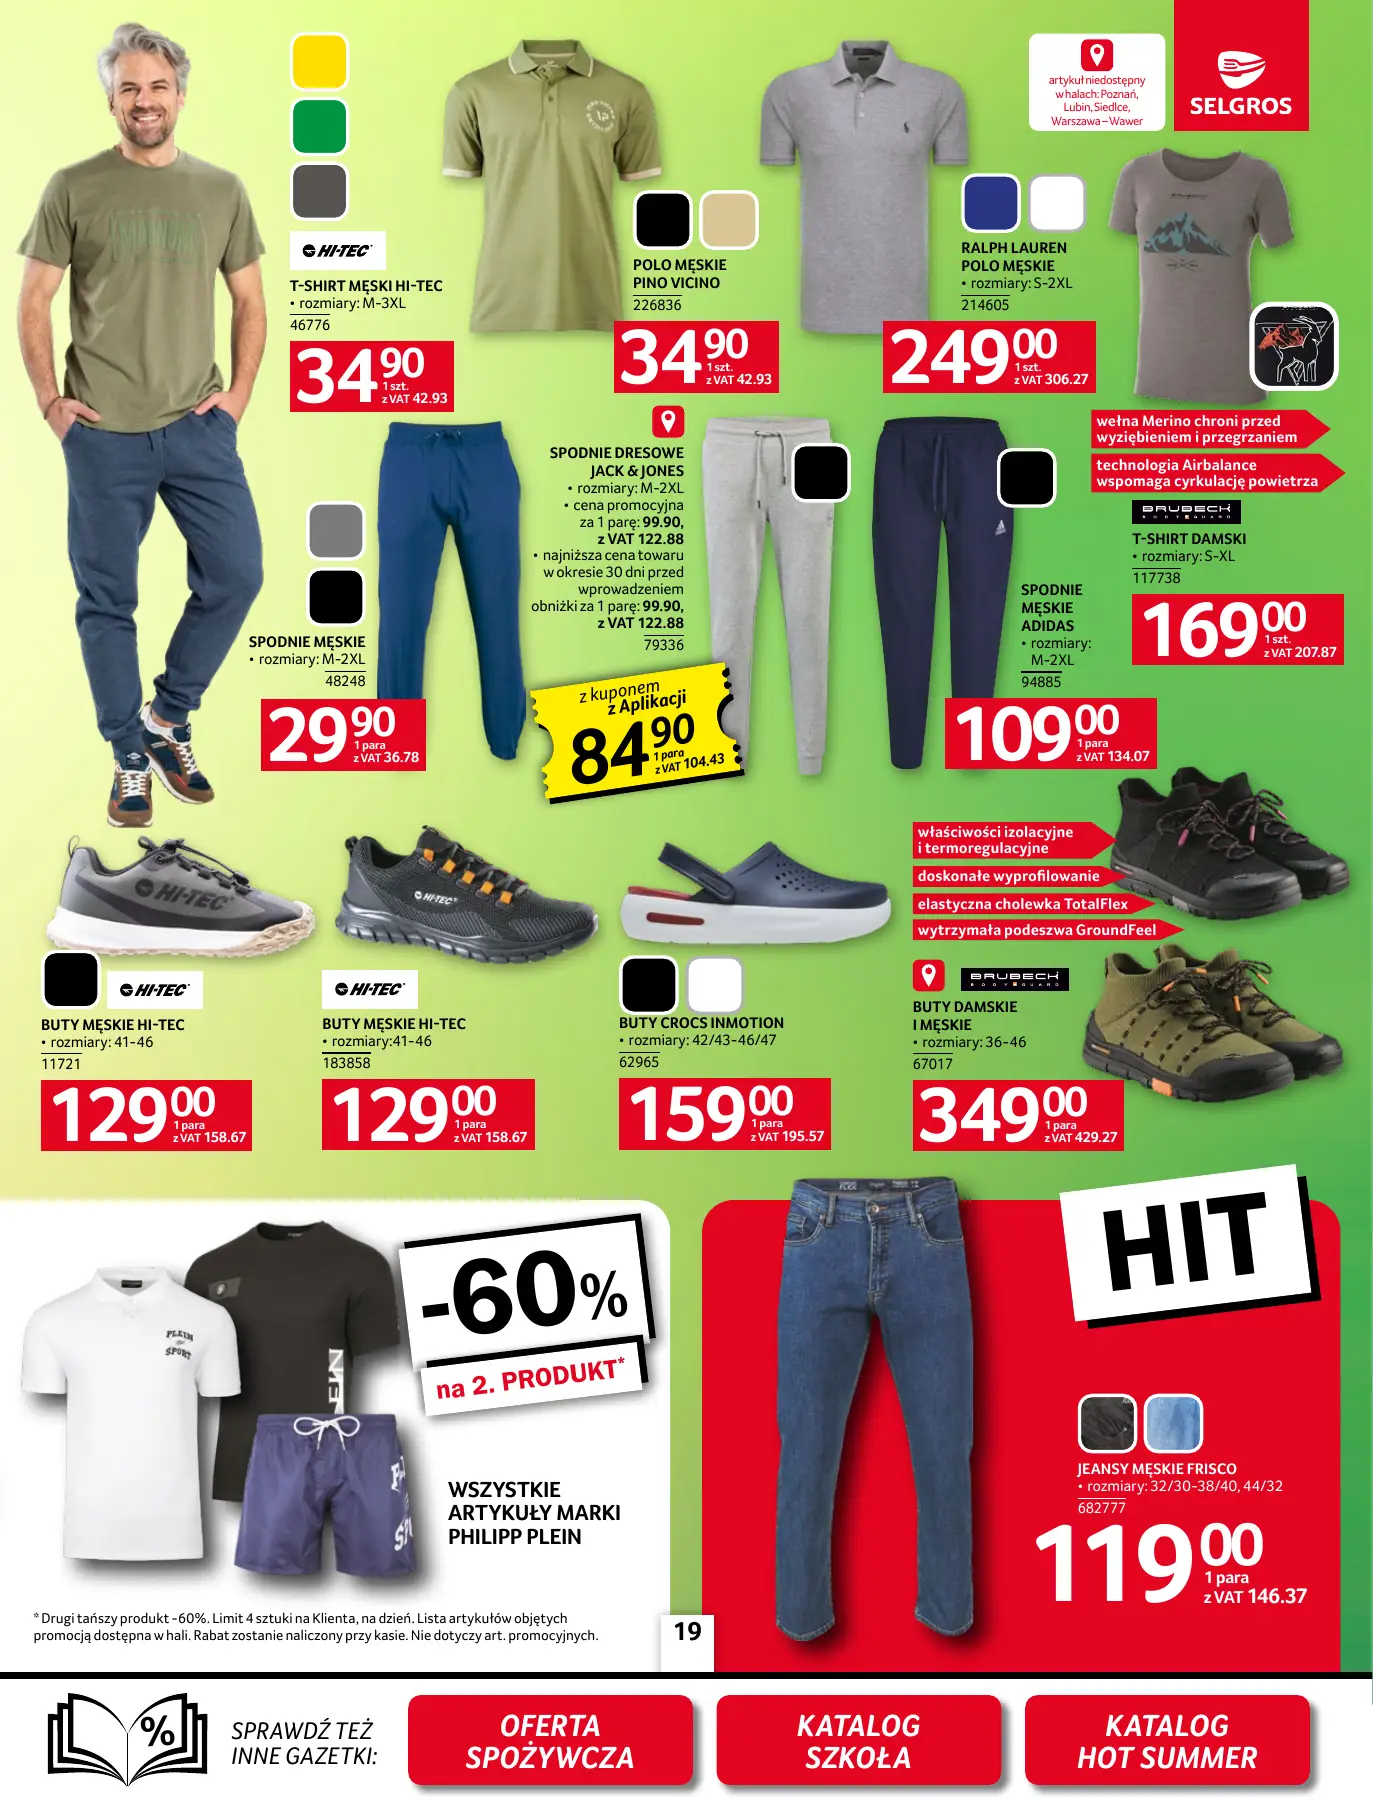 artykuł niedostępny
w halach: Poznań,
Lubin, Siedlce,
Warszawa – Wawer
SELGROS
HI-TEC
T-SHIRT MĘSKI HI-TEC
• rozmiary: M-3XL
46776
34 90
1 szt.
z VAT 42.93
POLO MĘSKIE
PINO VICINO
226836
34 90
1 szt.
z VAT 42.93
RALPH LAUREN
POLO MĘSKIE
• rozmiary: S-2XL
214605
249 00
1 szt.
z VAT 306.27
BRUBECK
wełna Merino chroni przed
wyziębieniem i przegrzaniem
technologia Airbalance
wspomaga cyrkulację powietrza
BRUBECK
BODY GUARD
T-SHIRT DAMSKI
• rozmiary: S-XL
117738
169 00
1 szt.
z VAT 207.87
SPODNIE MĘSKIE
• rozmiary: M-2XL
48248
29 90
1 para
z VAT 36.78
SPODNIE DRESOWE
JACK & JONES
• rozmiary: M-2XL
• cena promocyjna
za 1 parę: 99.90,
z VAT 122.88
• najniższa cena towaru
w okresie 30 dni przed
wprowadzeniem
obniżki za 1 parę: 99.90,
z VAT 122.88
79336
z kuponem
z Aplikacji
84 90
1 para
z VAT 104.43
SPODNIE
MĘSKIE
ADIDAS
• rozmiary:
M-2XL
94885
109 00
1 para
z VAT 134.07
HI-TEC
HI-TEC
BUTY MĘSKIE HI-TEC
• rozmiary: 41-46
11721
129 00
1 para
z VAT 158.67
HI-TEC
HI-TEC
BUTY MĘSKIE HI-TEC
• rozmiary:41-46
183858
129 00
1 para
z VAT 158.67
BUTY CROCS INMOTION
• rozmiary: 42/43-46/47
62965
159 00
1 para
z VAT 195.57
właściwości izolacyjne
i termoregulacyjne
doskonałe wyprofilowanie
elastyczna cholewka TotalFlex
wytrzymała podeszwa GroundFeel
BRUBECK
BODY GUARD
BUTY DAMSKIE
I MĘSKIE
• rozmiary: 36-46
67017
349 00
1 para
z VAT 429.27
-60%
na 2. PRODUKT*
PLEIN
SPORT
WSZYSTKIE
ARTYKUŁY MARKI
PHILIPP PLEIN
* Drugi tańszy produkt -60%. Limit 4 sztuki na Klienta, na dzień. Lista artykułów objętych
promocją dostępna w hali. Rabat zostanie naliczony przy kasie. Nie dotyczy art. promocyjnych.
19
HIT
FLEX
JEANSY MĘSKIE FRISCO
• rozmiary: 32/30-38/40, 44/32
682777
119 00
1 para
z VAT 146.37
%
SPRAWDŹ TEŻ
INNE GAZETKI:
OFERTA
SPOŻYWCZA
KATALOG
SZKOŁA
KATALOG
HOT SUMMER